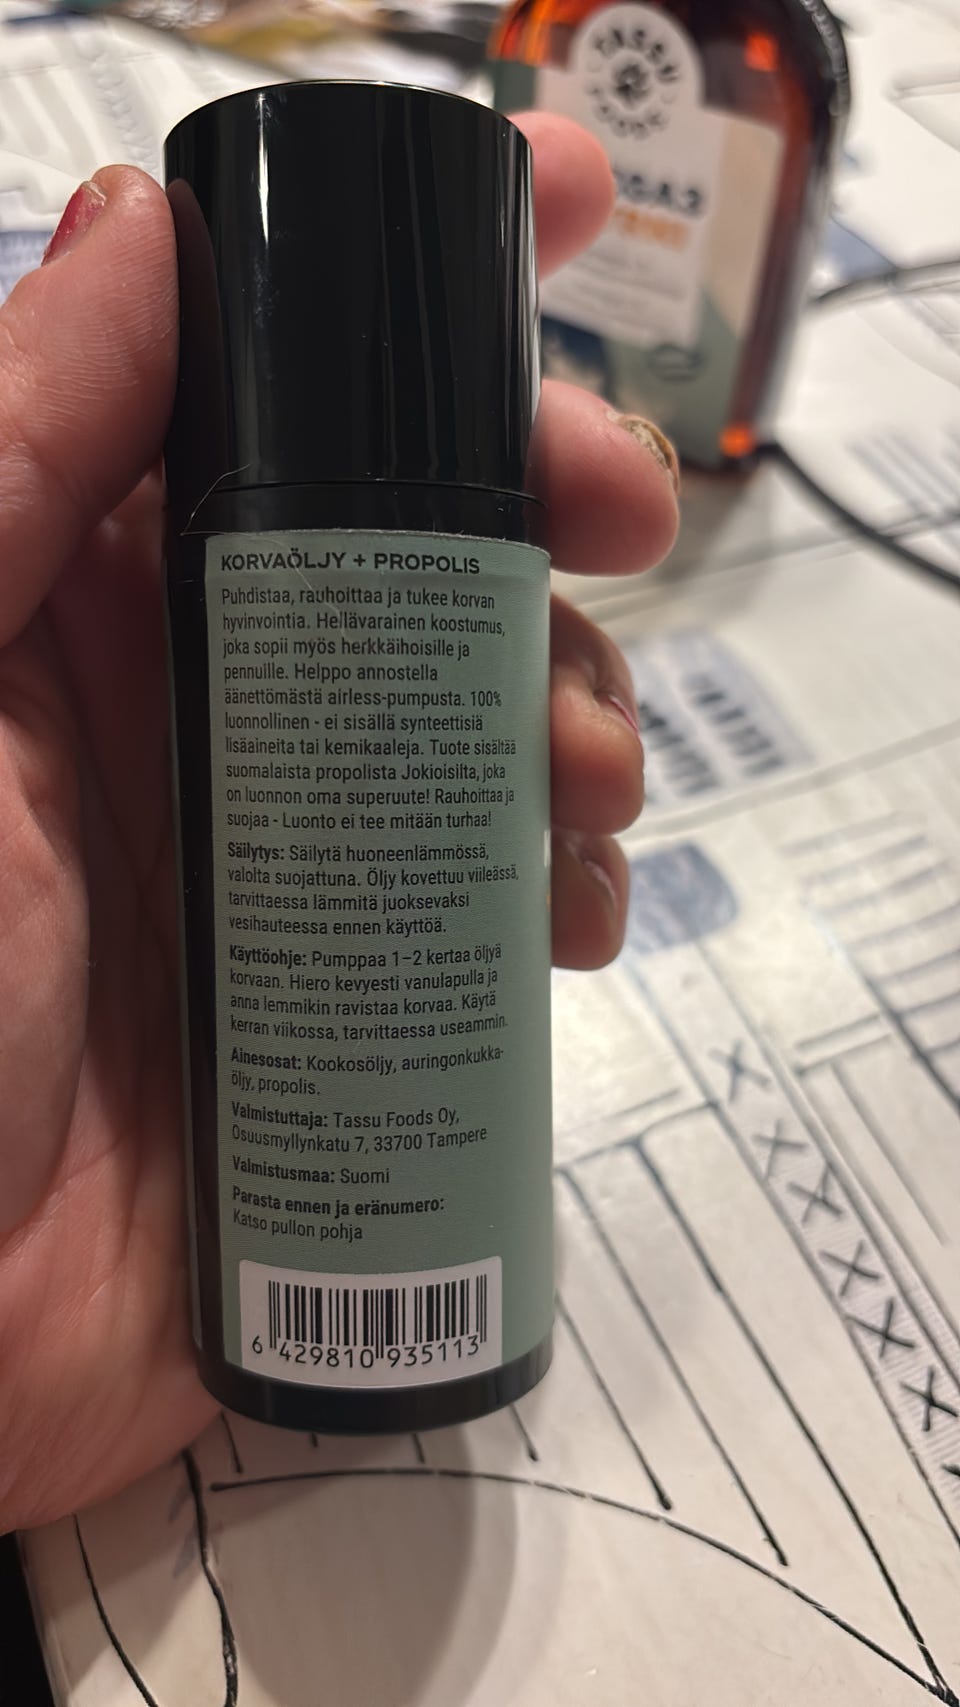 TASSU
FOODS
KORVAÖLJY + PROPOLIS
Puhdistaa, rauhoittaa ja tukee korvan
hyvinvointia. Hellävarainen koostumus,
joka sopii myös herkkäihoisille ja
pennuille. Helppo annostella
äänettömästä airless-pumpusta. 100%
luonnollinen - ei sisällä synteettisiä
lisäaineita tai kemikaaleja. Tuote sisältää
suomalaista propolista Jokioisilta, joka
on luonnon oma superuute! Rauhoittaa ja
suojaa - Luonto ei tee mitään turhaa!
Säilytys: Säilytä huoneenlämmössä,
valolta suojattuna. Öljy kovettuu viileässä,
tarvittaessa lämmitä juoksevaksi
vesihauteessa ennen käyttöä.
Käyttöohje: Pumppaa 1–2 kertaa öljyä
korvaan. Hiero kevyesti vanulapulla ja
anna lemmikin ravistaa korvaa. Käytä
kerran viikossa, tarvittaessa useammin.
Ainesosat: Kookosöljy, auringonkukka-
öljy, propolis.
Valmistuttaja: Tassu Foods Oy,
Osuusmyllynkatu 7, 33700 Tampere
Valmistusmaa: Suomi
Parasta ennen ja eränumero:
Katso pullon pohja
6 429810 935113